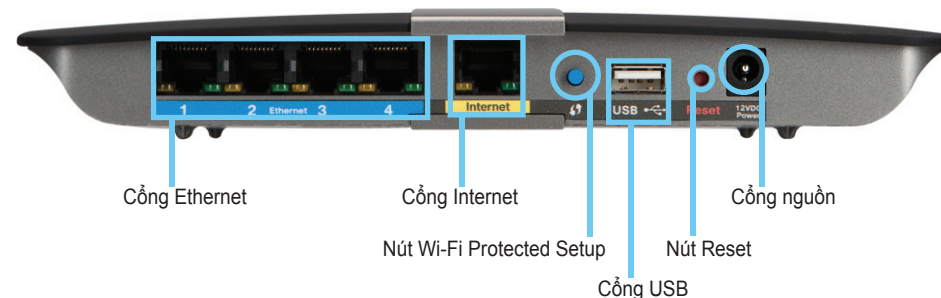 1 2 Ethernet 3 4
Internet
USB
Reset
12VDC
Power
Cổng Ethernet
Cổng Internet
Cổng nguồn
Nút Wi-Fi Protected Setup
Nút Reset
Cổng USB